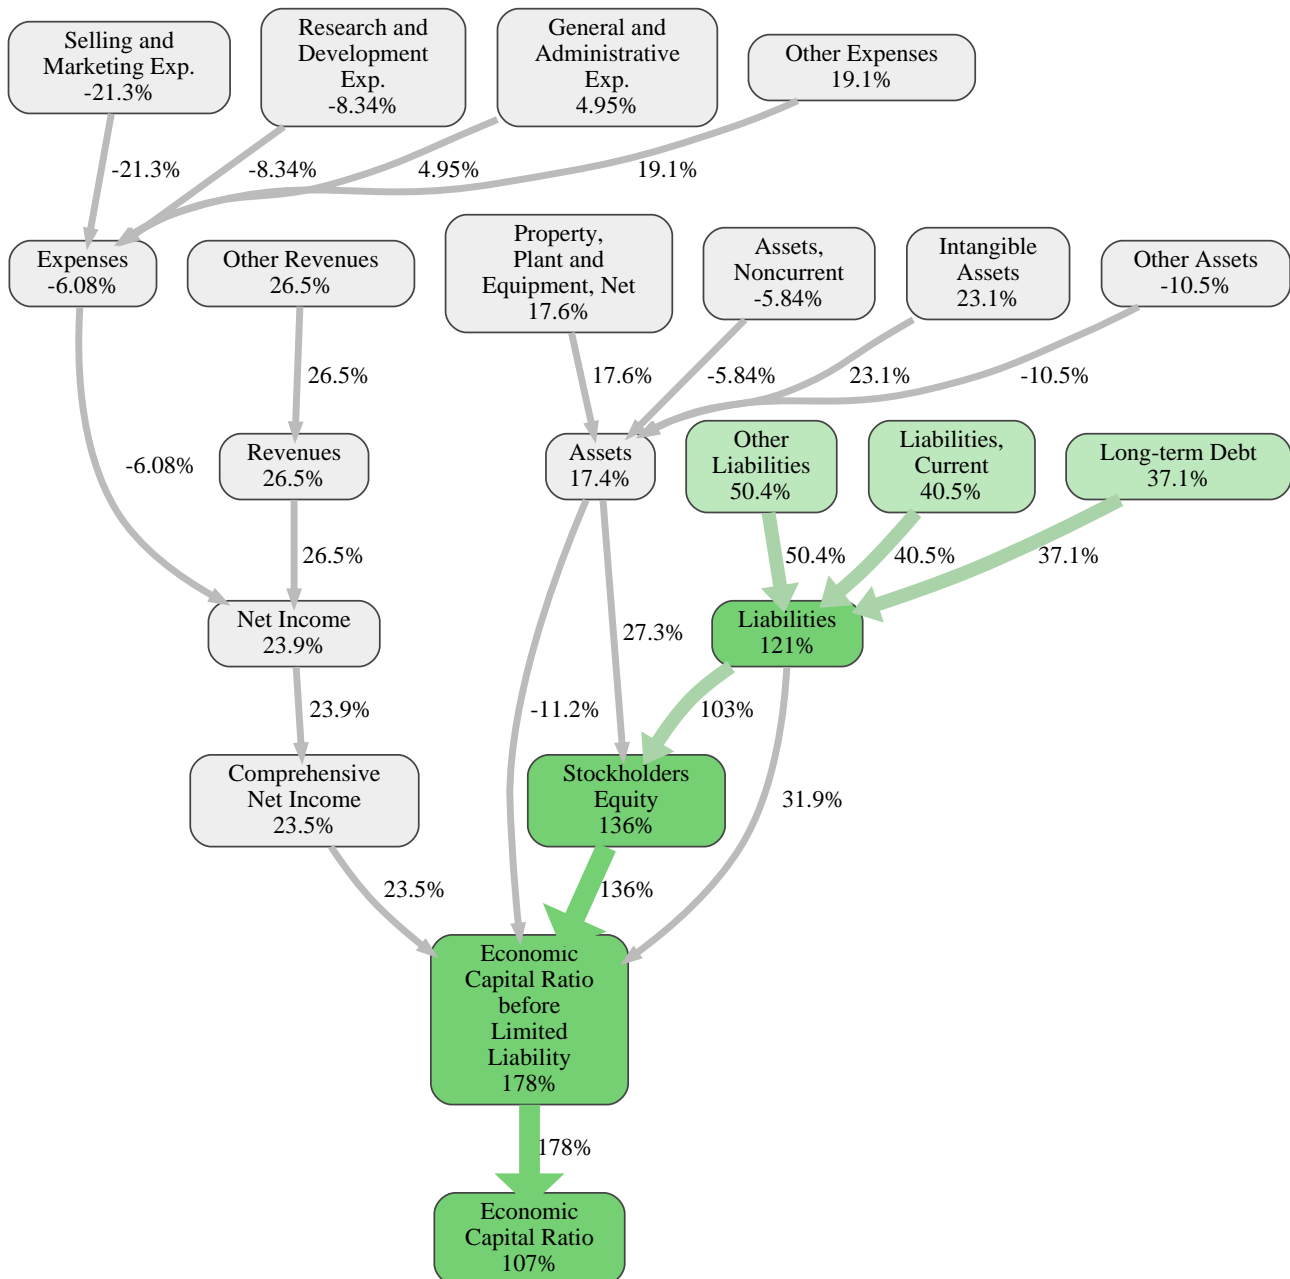 Selling and
Marketing Exp.
-21.3%
Research and
Development
Exp.
-8.34%
General and
Administrative
Exp.
4.95%
Other Expenses
19.1%
-21.3%
-8.34%
4.95%
19.1%
Expenses
-6.08%
Other Revenues
26.5%
Property,
Plant and
Equipment, Net
17.6%
Assets,
Noncurrent
-5.84%
Intangible
Assets
23.1%
Other Assets
-10.5%
26.5%
17.6%
-5.84%
23.1%
-10.5%
-6.08%
Revenues
26.5%
Assets
17.4%
Other
Liabilities
50.4%
Liabilities,
Current
40.5%
Long-term Debt
37.1%
26.5%
50.4%
40.5%
37.1%
Net Income
23.9%
27.3%
Liabilities
121%
23.9%
-11.2%
103%
Comprehensive
Net Income
23.5%
Stockholders
Equity
136%
31.9%
23.5%
136%
Economic
Capital Ratio
before
Limited
Liability
178%
178%
Economic
Capital Ratio
107%